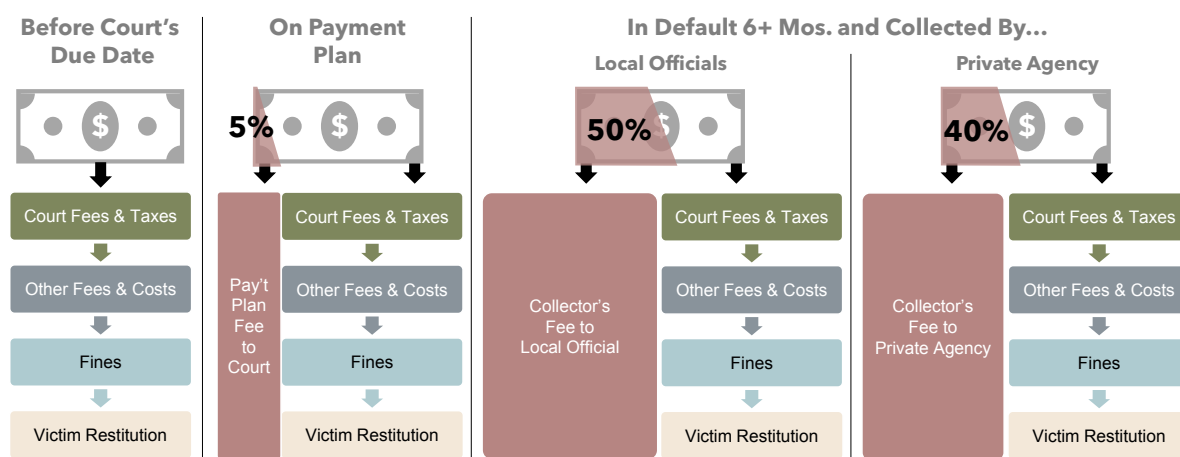 Before Court's
Due Date
$
Court Fees & Taxes
Other Fees & Costs
Fines
Victim Restitution
On Payment
Plan
5%
$
Pay't
Plan
Fee
to
Court
Court Fees & Taxes
Other Fees & Costs
Fines
Victim Restitution
In Default 6+ Mos. and Collected By...
Local Officials
50%
$
Collector's
Fee to
Local Official
Court Fees & Taxes
Other Fees & Costs
Fines
Victim Restitution
Private Agency
40%
$
Collector's
Fee to
Private Agency
Court Fees & Taxes
Other Fees & Costs
Fines
Victim Restitution